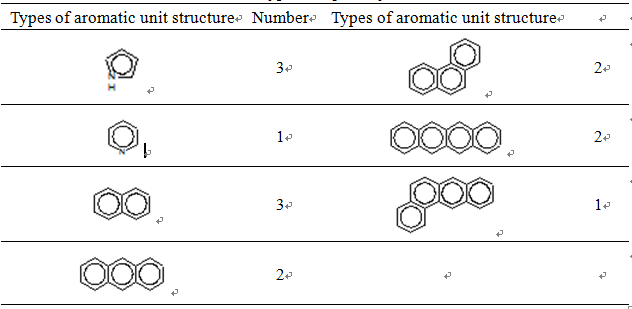 Types of aromatic unit structure Number Types of aromatic unit structure
N H 3 2
N 1 2
3 1
2